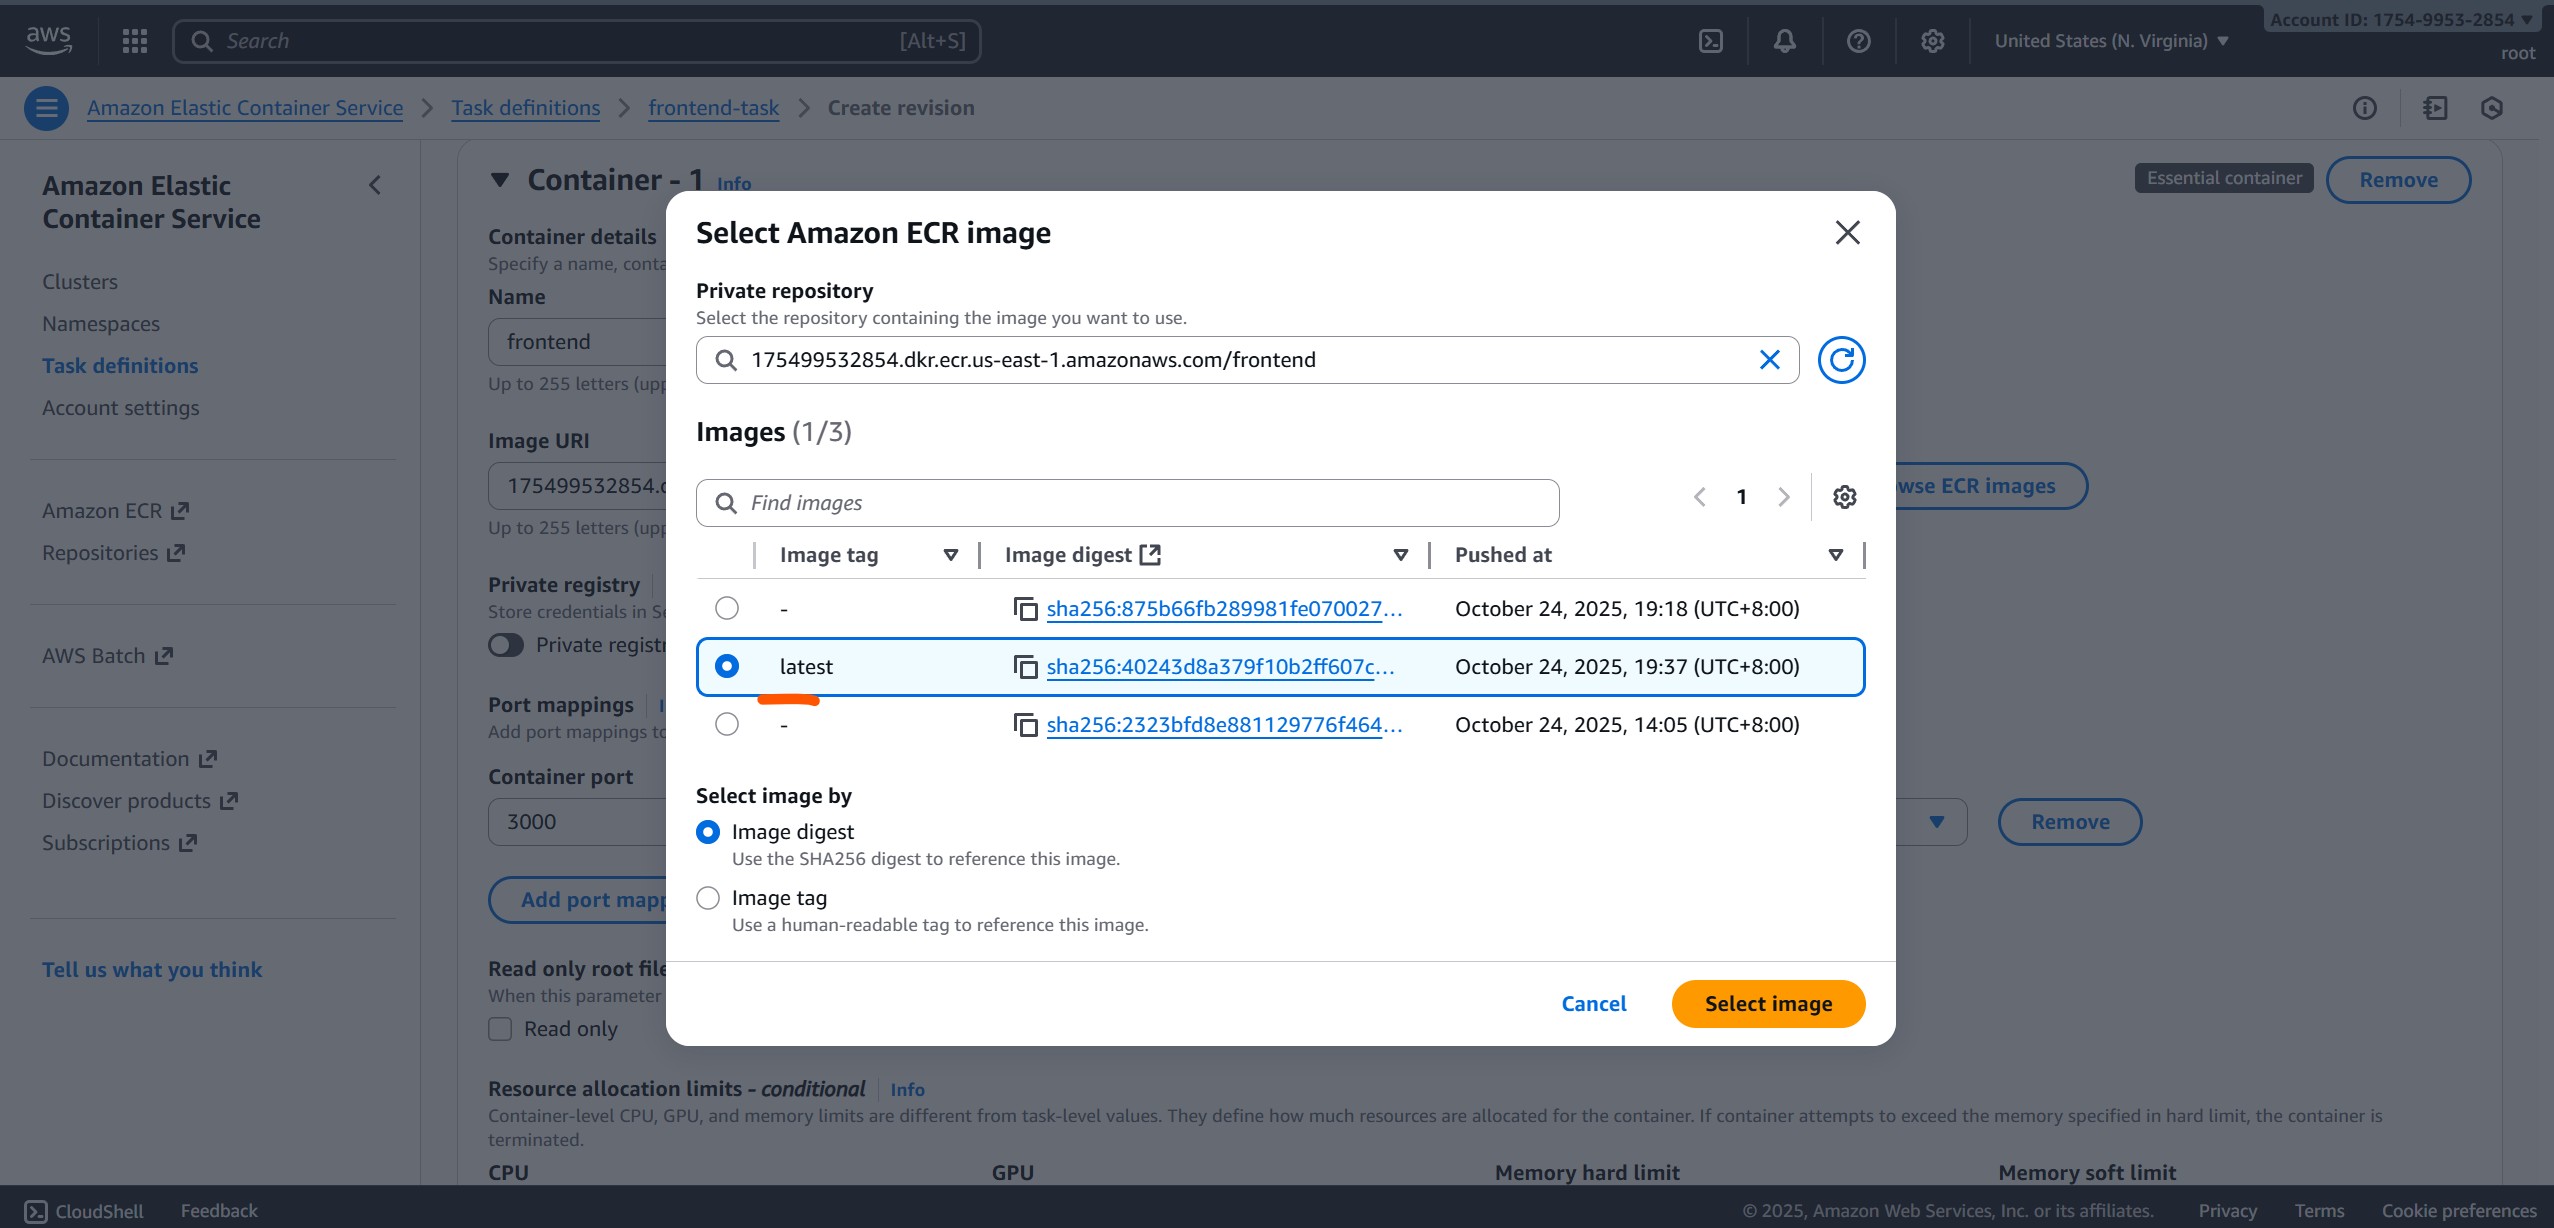 aws
Search [Alt+S]
United States (N. Virginia)
Account ID: 1754-9953-2854
root
Amazon Elastic Container Service
Task definitions
frontend-task
Create revision
Amazon Elastic
Container Service
Clusters
Namespaces
Task definitions
Account settings
Amazon ECR
Repositories
AWS Batch
Documentation
Discover products
Subscriptions
Tell us what you think
Container - 1 Info
Essential container
Remove
Container details
Name
frontend
Up to 255 letters
Image URI
175499532854.
Up to 255 letters
wse ECR images
Private registry
Store credentials in
Private regist
Port mappings
Add port mappings
Container port
3000
Remove
Add port map
Read only root file
When this parameter
Read only
Resource allocation limits - conditional Info
Container-level CPU, GPU, and memory limits are different from task-level values. They define how much resources are allocated for the container. If container attempts to exceed the memory specified in hard limit, the container is
terminated.
CPU GPU Memory hard limit Memory soft limit
Select Amazon ECR image
Private repository
Select the repository containing the image you want to use.
175499532854.dkr.ecr.us-east-1.amazonaws.com/frontend
Images (1/3)
Find images
1
Image tag Image digest Pushed at
- sha256:875b66fb289981fe070027... October 24, 2025, 19:18 (UTC+8:00)
latest sha256:40243d8a379f10b2ff607c... October 24, 2025, 19:37 (UTC+8:00)
- sha256:2323bfd8e881129776f464... October 24, 2025, 14:05 (UTC+8:00)
Select image by
Image digest
Use the SHA256 digest to reference this image.
Image tag
Use a human-readable tag to reference this image.
Cancel
Select image
CloudShell
Feedback
© 2025, Amazon Web Services, Inc. or its affiliates.
Privacy
Terms
Cookie preferences